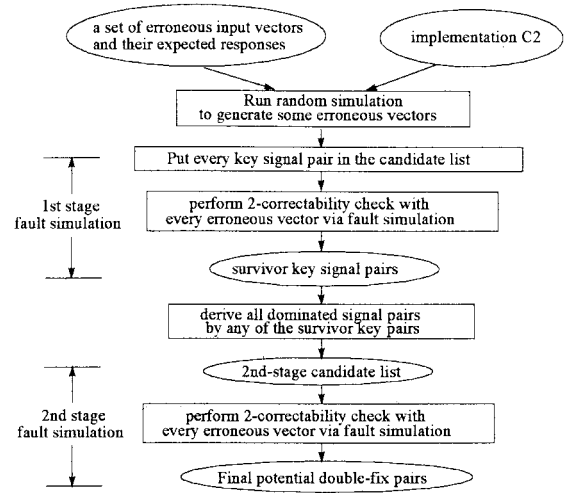 a set of erroneous input vectors
and their expected responses
implementation C2
Run random simulation
to generate some erroneous vectors
Put every key signal pair in the candidate list
1st stage
fault simulation
perform 2-correctability check with
every erroneous vector via fault simulation
survivor key signal pairs
derive all dominated signal pairs
by any of the survivor key pairs
2nd-stage candidate list
2nd stage
fault simulation
perform 2-correctability check with
every erroneous vector via fault simulation
Final potential double-fix pairs